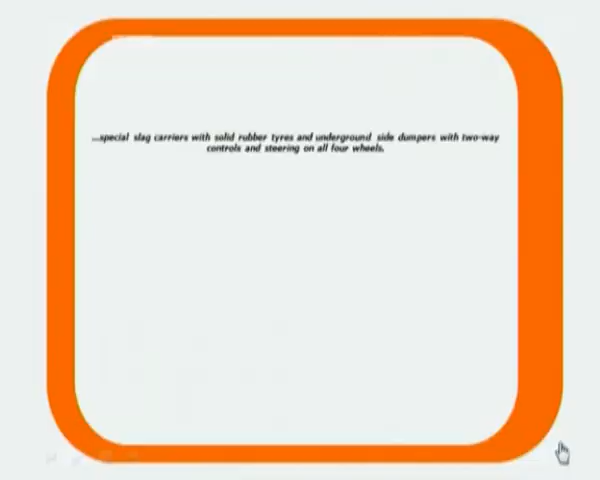 ...special slag carriers with solid rubber tyres and underground side dumpers with two-way
controls and steering on all four wheels.